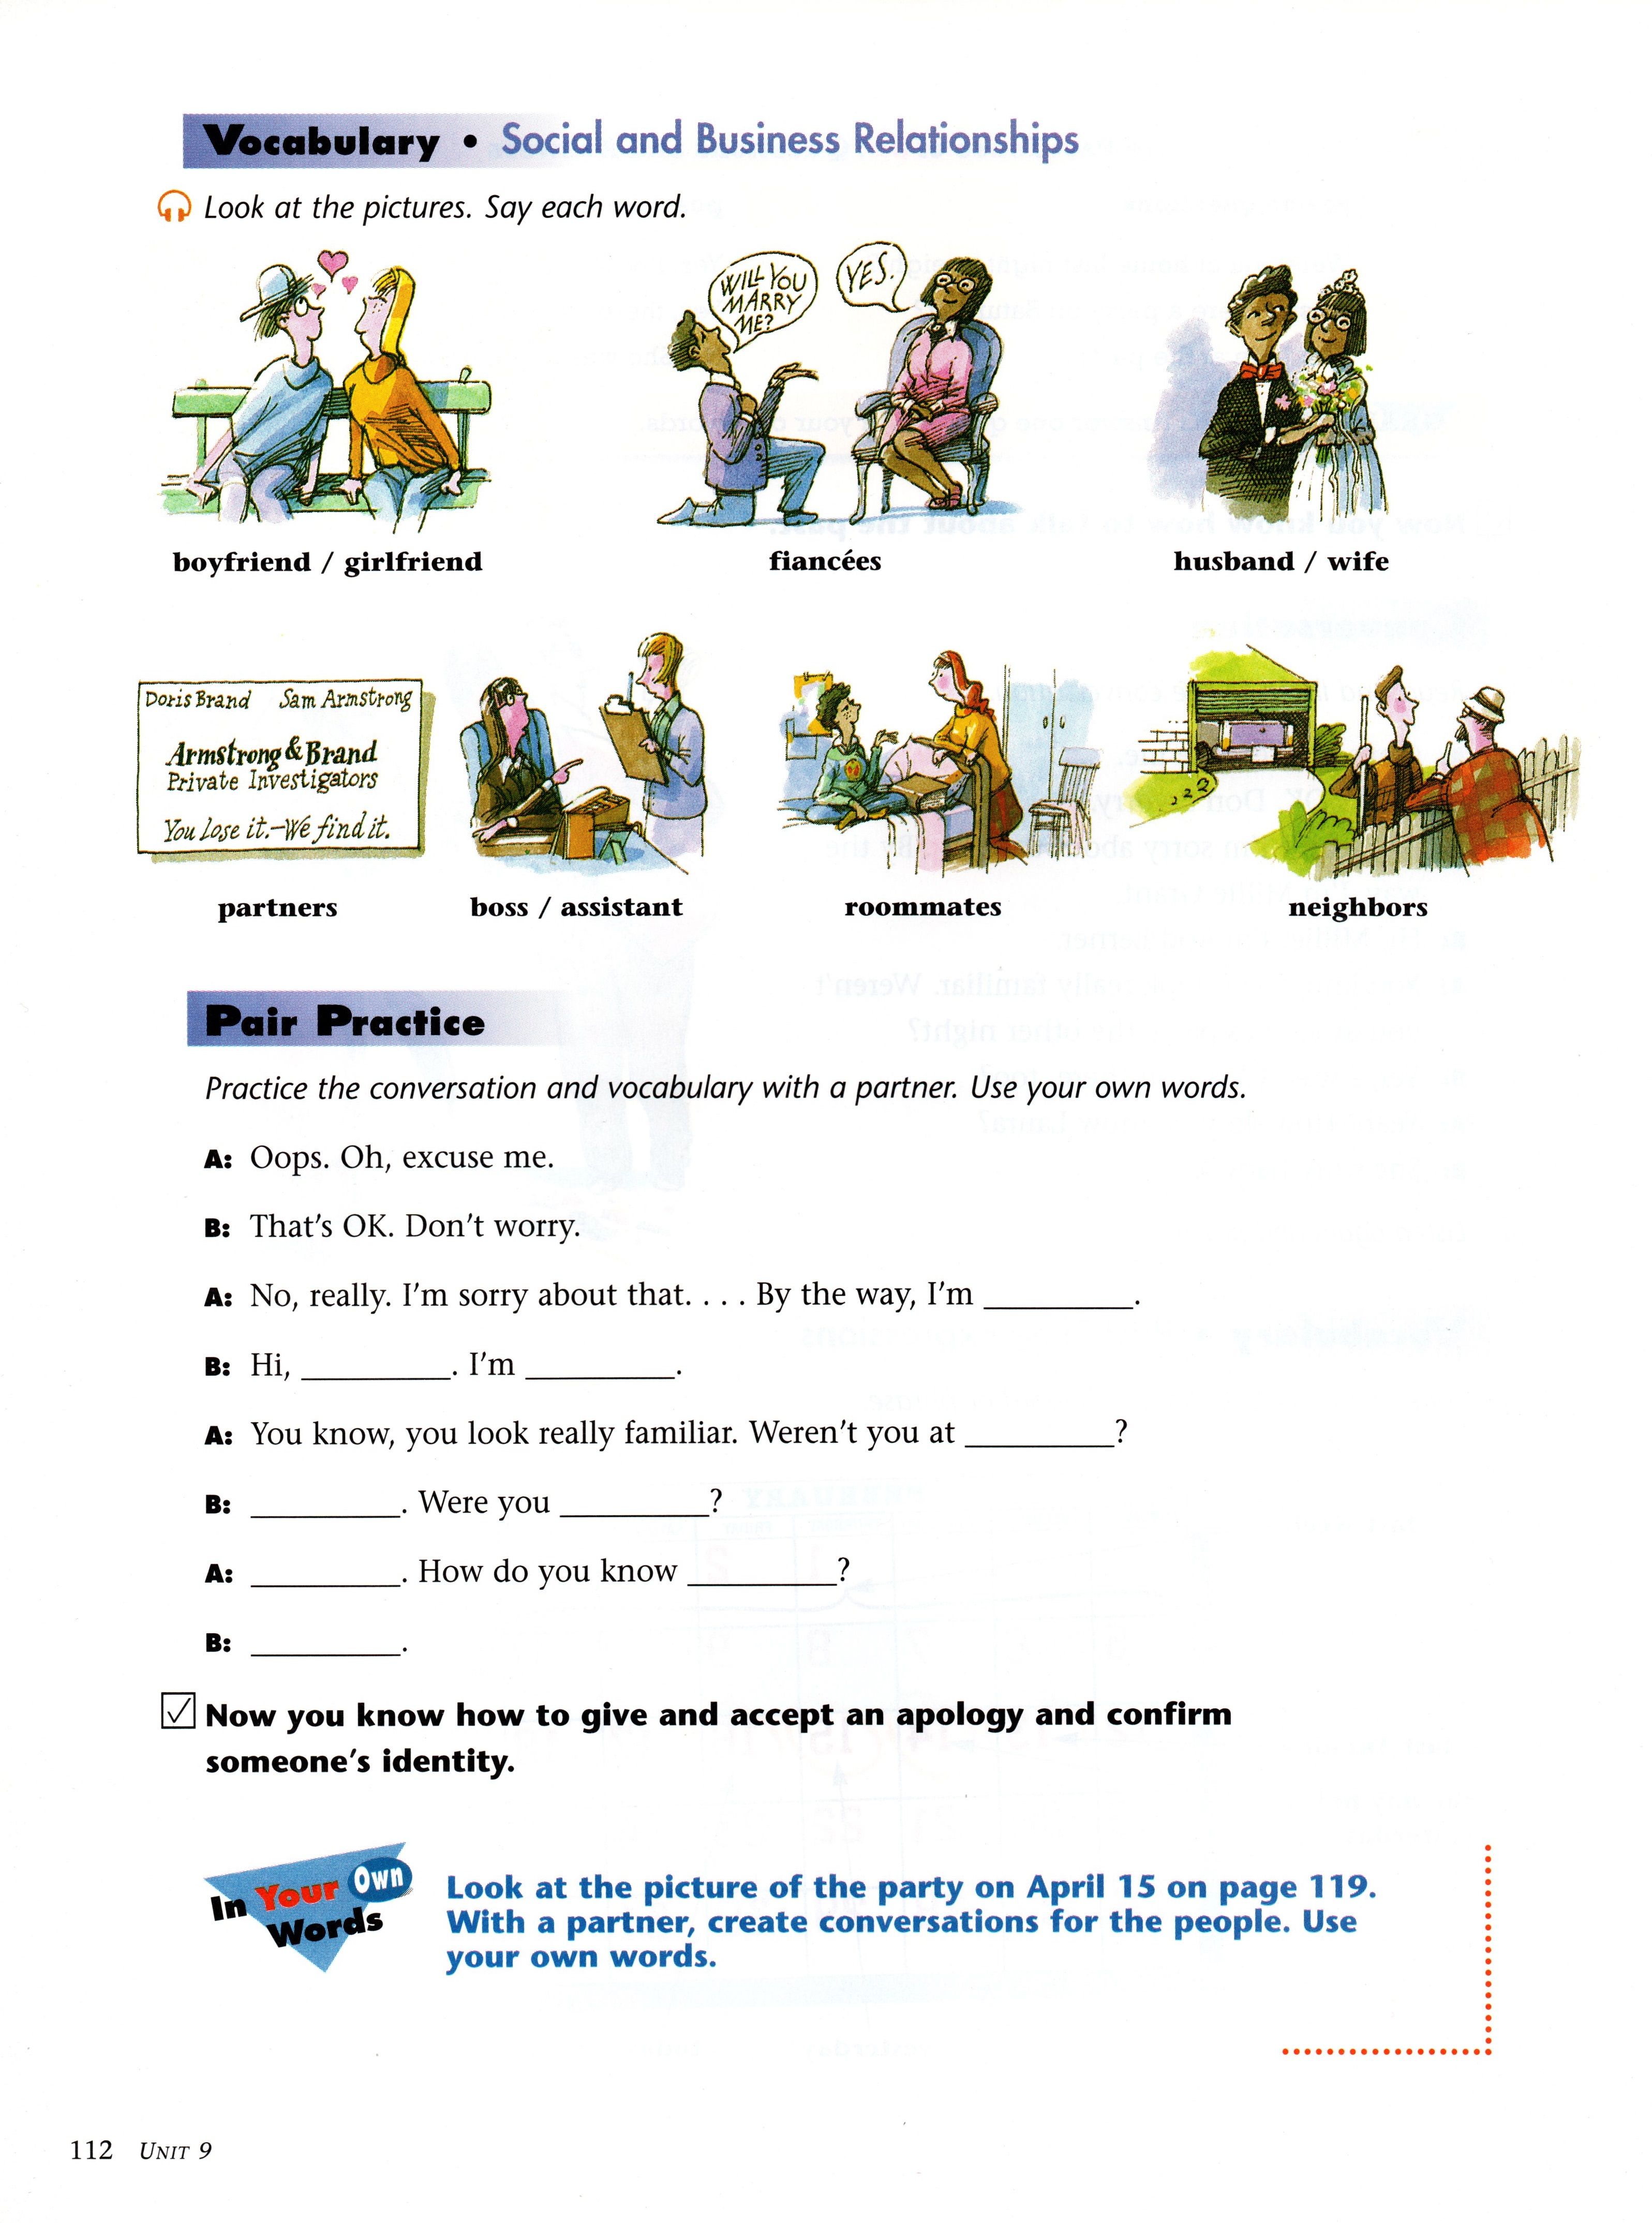 Vocabulary • Social and Business Relationships
Look at the pictures. Say each word.
WILL YOU
MARRY
ME?
YES.
boyfriend / girlfriend
fiancées
husband / wife
Doris Brand Sam Armstrong
Armstrong & Brand
Private Investigators
You lose it.–We find it.
partners
boss / assistant
roommates
neighbors
Pair Practice
Practice the conversation and vocabulary with a partner. Use your own words.
A: Oops. Oh, excuse me.
B: That's OK. Don't worry.
A: No, really. I'm sorry about that. . . . By the way, I'm _________.
B: Hi, _________. I'm _________.
A: You know, you look really familiar. Weren't you at _________?
B: _________. Were you _________?
A: _________. How do you know _________?
B: _________.
Now you know how to give and accept an apology and confirm
someone's identity.
In Your Own
Words
Look at the picture of the party on April 15 on page 119.
With a partner, create conversations for the people. Use
your own words.
112 UNIT 9